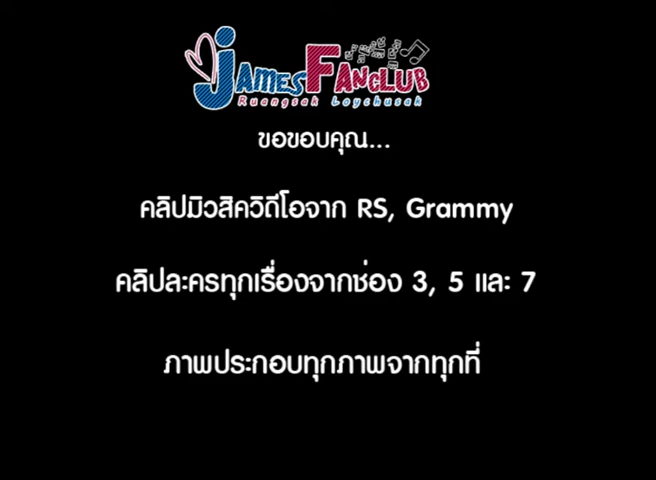 JAMES FANCLUB
Ruangsak Loychusak
ขอขอบคุณ...
คลิปมิวสิควิดีโอจาก RS, Grammy
คลิปละครทุกเรื่องจากช่อง 3, 5 และ 7
ภาพประกอบทุกภาพจากทุกที่